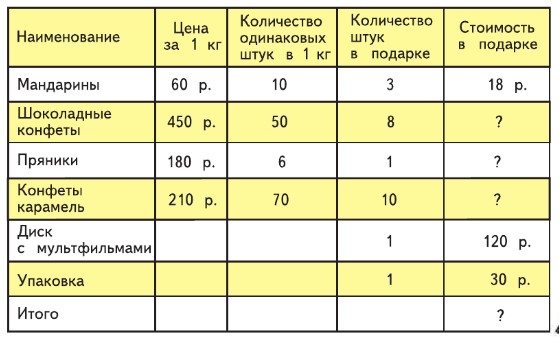 Наименование Цена за 1 кг Количество одинаковых штук в 1 кг Количество штук в подарке Стоимость в подарке
Мандарины 60 р. 10 3 18 р.
Шоколадные конфеты 450 р. 50 8 ?
Пряники 180 р. 6 1 ?
Конфеты карамель 210 р. 70 10 ?
Диск с мультфильмами 1 120 р.
Упаковка 1 30 р.
Итого ?